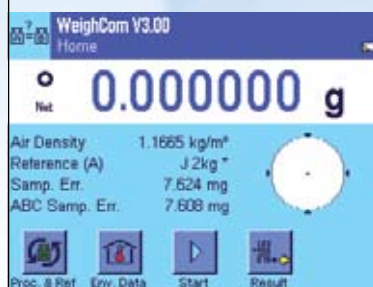 WeighCom V3.00
Home
Net 0.000000 g
Air Density 1.1665 kg/m³
Reference (A) J 2kg *
Samp. Err. 7.624 mg
ABC Samp. Err. 7.608 mg
Proc. & Ref Env. Data Start Result